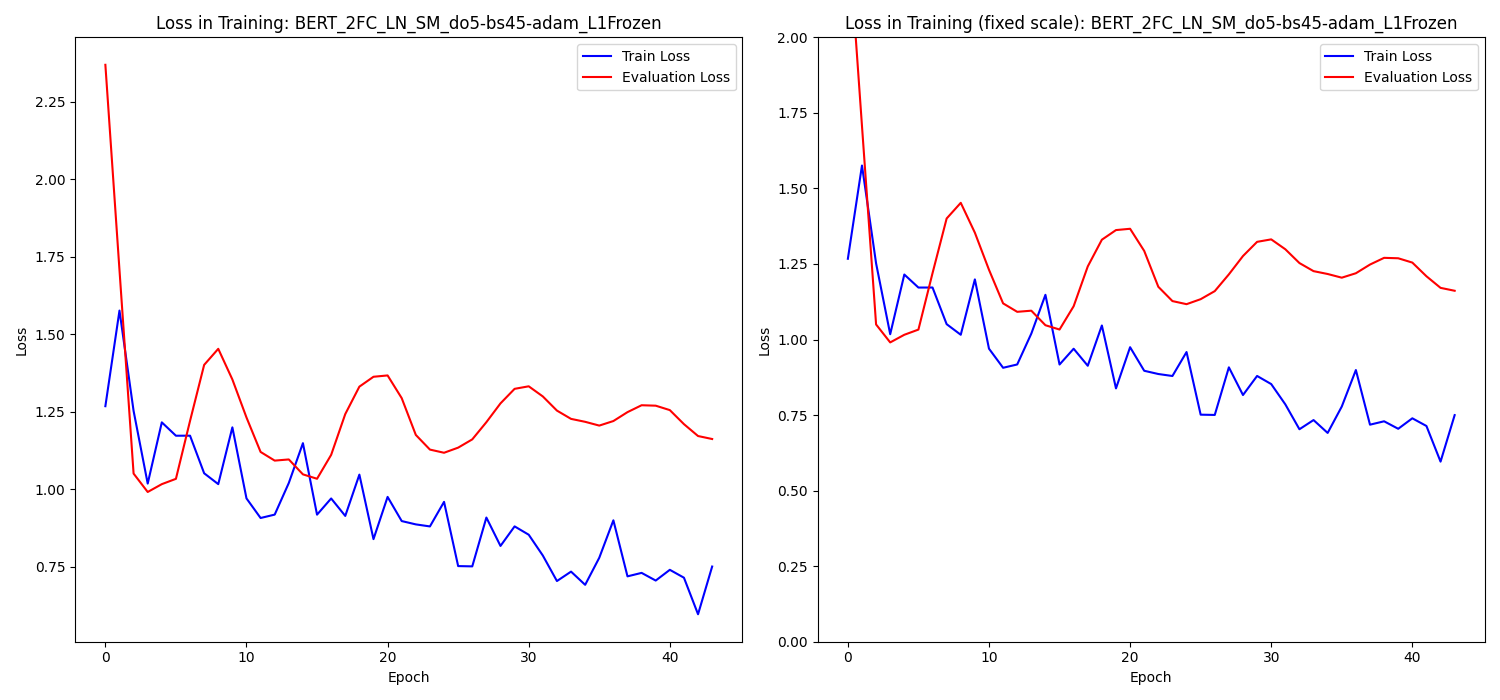 Loss in Training: BERT_2FC_LN_SM_do5-bs45-adam_L1Frozen
Train Loss
Evaluation Loss
2.25
2.00
1.75
1.50
1.25
1.00
0.75
Loss
0
10
20
30
40
Epoch
Loss in Training (fixed scale): BERT_2FC_LN_SM_do5-bs45-adam_L1Frozen
Train Loss
Evaluation Loss
2.00
1.75
1.50
1.25
1.00
0.75
0.50
0.25
0.00
Loss
0
10
20
30
40
Epoch